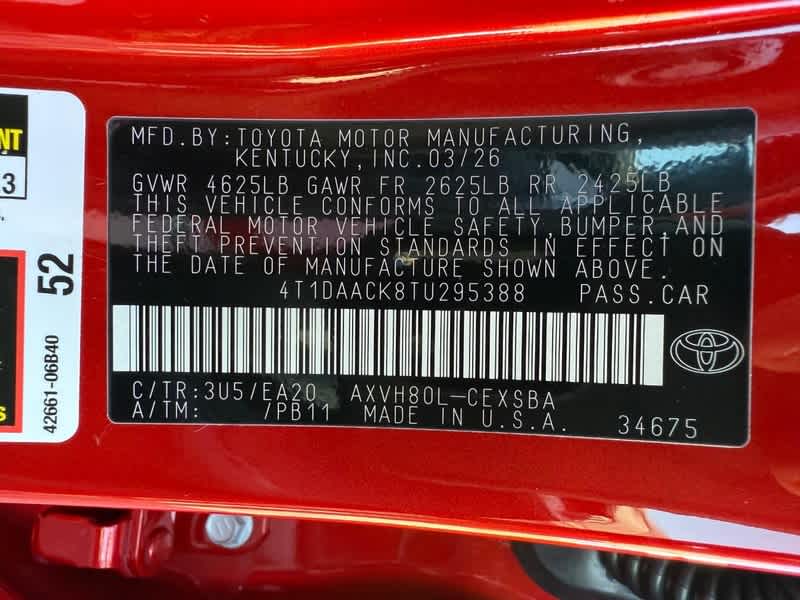 NT
3
52
42661-06B40
S
MFD.BY:TOYOTA MOTOR MANUFACTURING,
KENTUCKY,INC.03/26
GVWR 4625LB GAWR FR 2625LB RR 2425LB
THIS VEHICLE CONFORMS TO ALL APPLICABLE
FEDERAL MOTOR VEHICLE SAFETY,BUMPER,AND
THEFT PREVENTION STANDARDS IN EFFECT ON
THE DATE OF MANUFACTURE SHOWN ABOVE.
4T1DAACK8TU295388 PASS.CAR
C/TR:3U5/EA20 AXVH80L-CEXSBA
A/TM: /PB11 MADE IN U.S.A. 34675